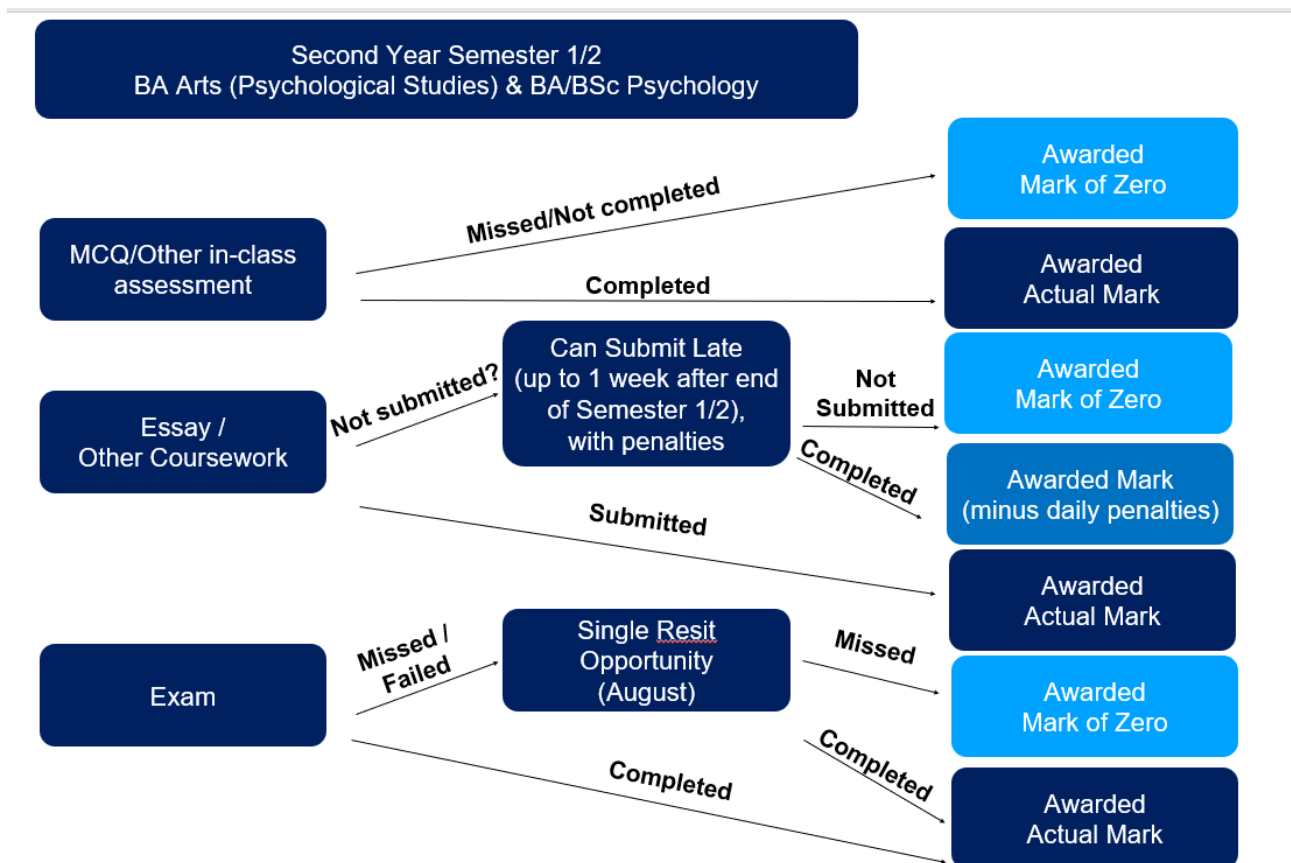 Second Year Semester 1/2
BA Arts (Psychological Studies) & BA/BSc Psychology
Awarded
Mark of Zero
Missed/Not completed
MCQ/Other in-class
assessment
Completed
Awarded
Actual Mark
Can Submit Late
(up to 1 week after end
of Semester 1/2),
with penalties
Not submitted?
Not
Submitted
Awarded
Mark of Zero
Essay /
Other Coursework
Completed
Awarded Mark
(minus daily penalties)
Submitted
Awarded
Actual Mark
Exam
Missed /
Failed
Single Resit
Opportunity
(August)
Missed
Awarded
Mark of Zero
Completed
Completed
Awarded
Actual Mark